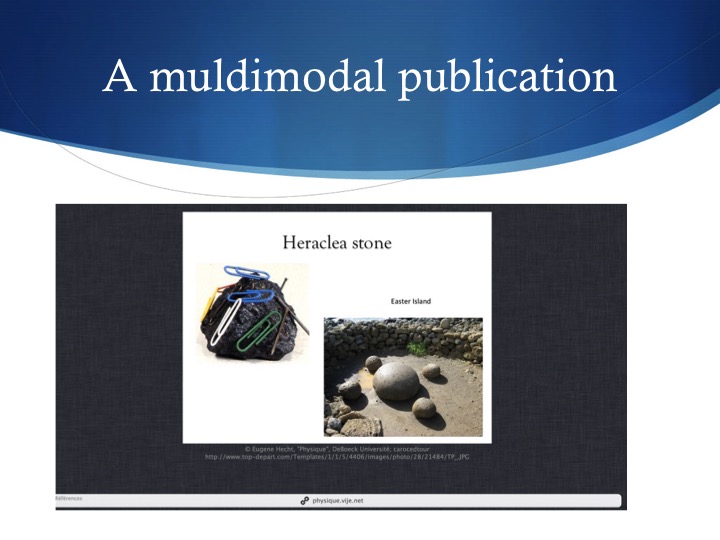 A muldimodal publication
Heraclea stone
Easter Island
© Eugene Hecht, "Physique", DeBoeck Université; carocedtour
http://www.top-depart.com/Templates/1/1/5/4406/images/photo/28/21484/TP_.JPG
Références
physique.vije.net